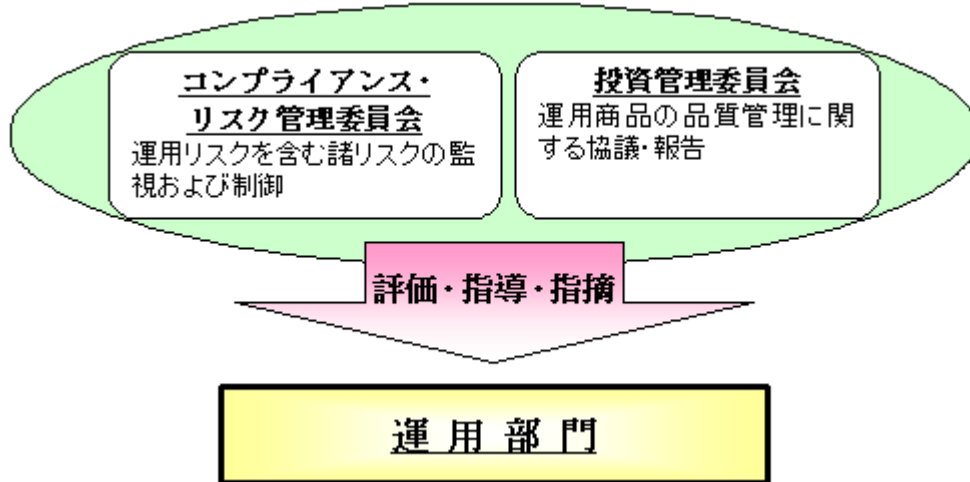 コンプライアンス・
リスク管理委員会
運用リスクを含む諸リスクの監
視および制御
投資管理委員会
運用商品の品質管理に関
する協議・報告
評価・指導・指摘
運用部門